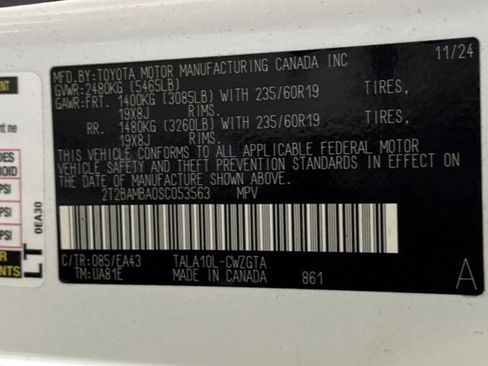 MFD.BY:TOYOTA MOTOR MANUFACTURING CANADA INC 11/24
GVWR:2480KG (5465LB)
GAWR:FRT. 1400KG (3085LB) WITH 235/60R19 TIRES,
19X8J RIMS.
RR. 1480KG (3260LB) WITH 235/60R19 TIRES,
19X8J RIMS.
THIS VEHICLE CONFORMS TO ALL APPLICABLE FEDERAL MOTOR
VEHICLE SAFETY AND THEFT PREVENTION STANDARDS IN EFFECT ON
DATE OF MANUFACTURE SHOWN ABOVE.
2T2BAMBA0SC053563 MPV
C/TR:085/EA43 TALA10L-CWZGTA
TM:UA81E MADE IN CANADA 861 A
PSI
PSI
PSI
LT
0EA30